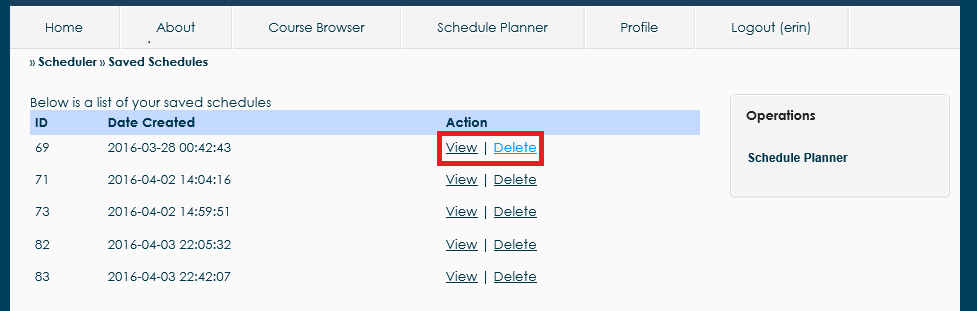 Home About Course Browser Schedule Planner Profile Logout (erin)
» Scheduler » Saved Schedules
Below is a list of your saved schedules
ID Date Created Action
69 2016-03-28 00:42:43 View | Delete
71 2016-04-02 14:04:16 View | Delete
73 2016-04-02 14:59:51 View | Delete
82 2016-04-03 22:05:32 View | Delete
83 2016-04-03 22:42:07 View | Delete
Operations
Schedule Planner